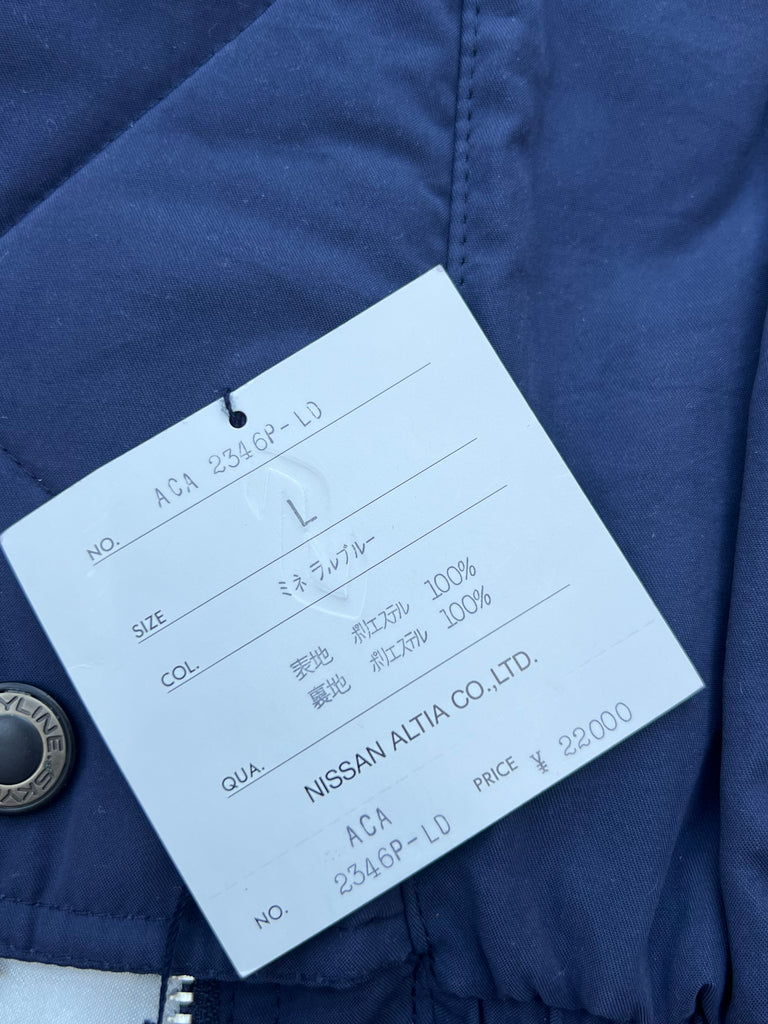 NO. ACA 2346P-LD
SIZE L
COL. ミネラルブルー
表地 ポリエステル 100%
裏地 ポリエステル 100%
QUA.
NISSAN ALTIA CO.,LTD.
PRICE ¥ 22000
ACA
NO. 2346P-LD
YLINE SKY